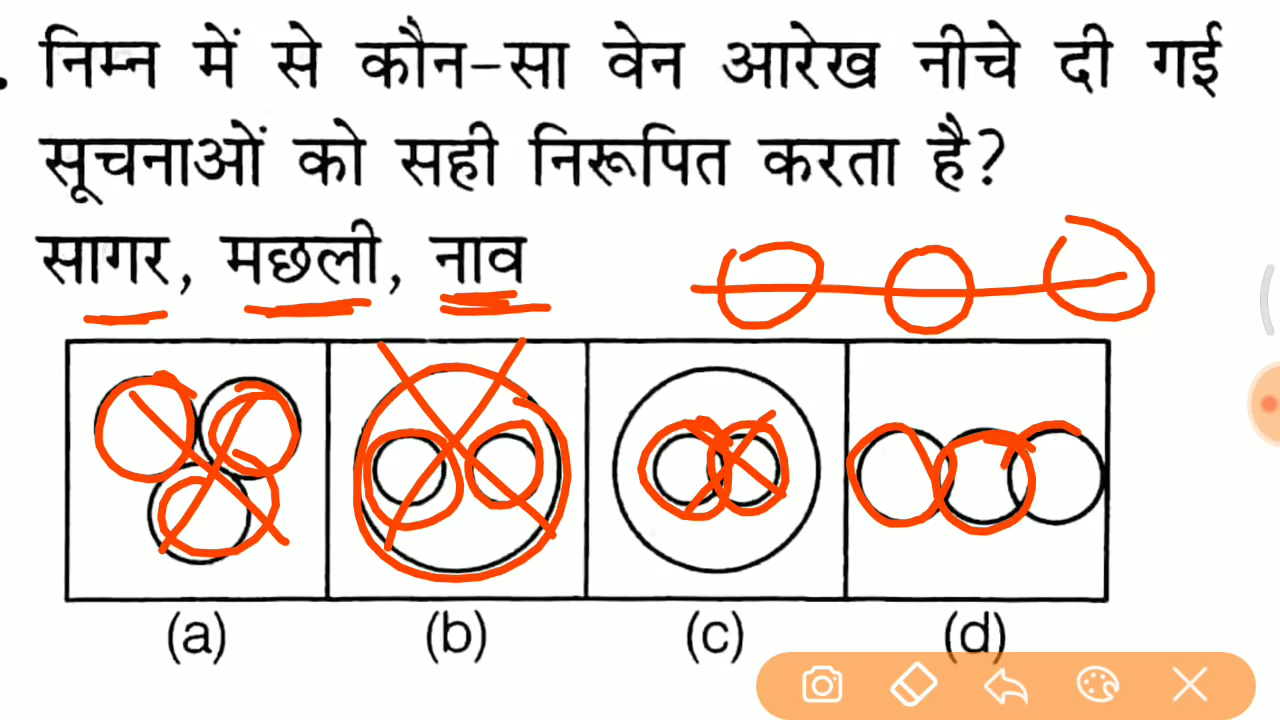 . निम्न में से कौन-सा वेन आरेख नीचे दी गई
सूचनाओं को सही निरूपित करता है?
सागर, मछली, नाव
(a) (b) (c) (d)